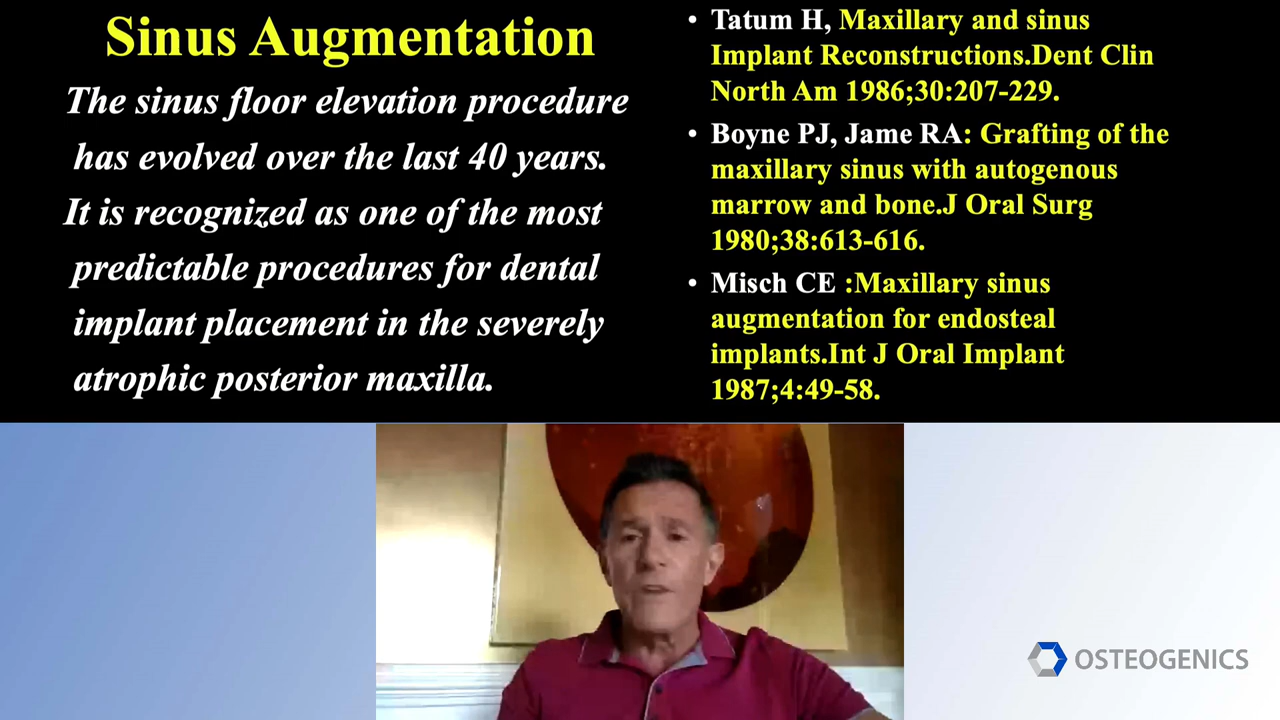 Sinus Augmentation
The sinus floor elevation procedure
has evolved over the last 40 years.
It is recognized as one of the most
predictable procedures for dental
implant placement in the severely
atrophic posterior maxilla.
• Tatum H, Maxillary and sinus
Implant Reconstructions.Dent Clin
North Am 1986;30:207-229.
• Boyne PJ, Jame RA: Grafting of the
maxillary sinus with autogenous
marrow and bone.J Oral Surg
1980;38:613-616.
• Misch CE :Maxillary sinus
augmentation for endosteal
implants.Int J Oral Implant
1987;4:49-58.
OSTEOGENICS